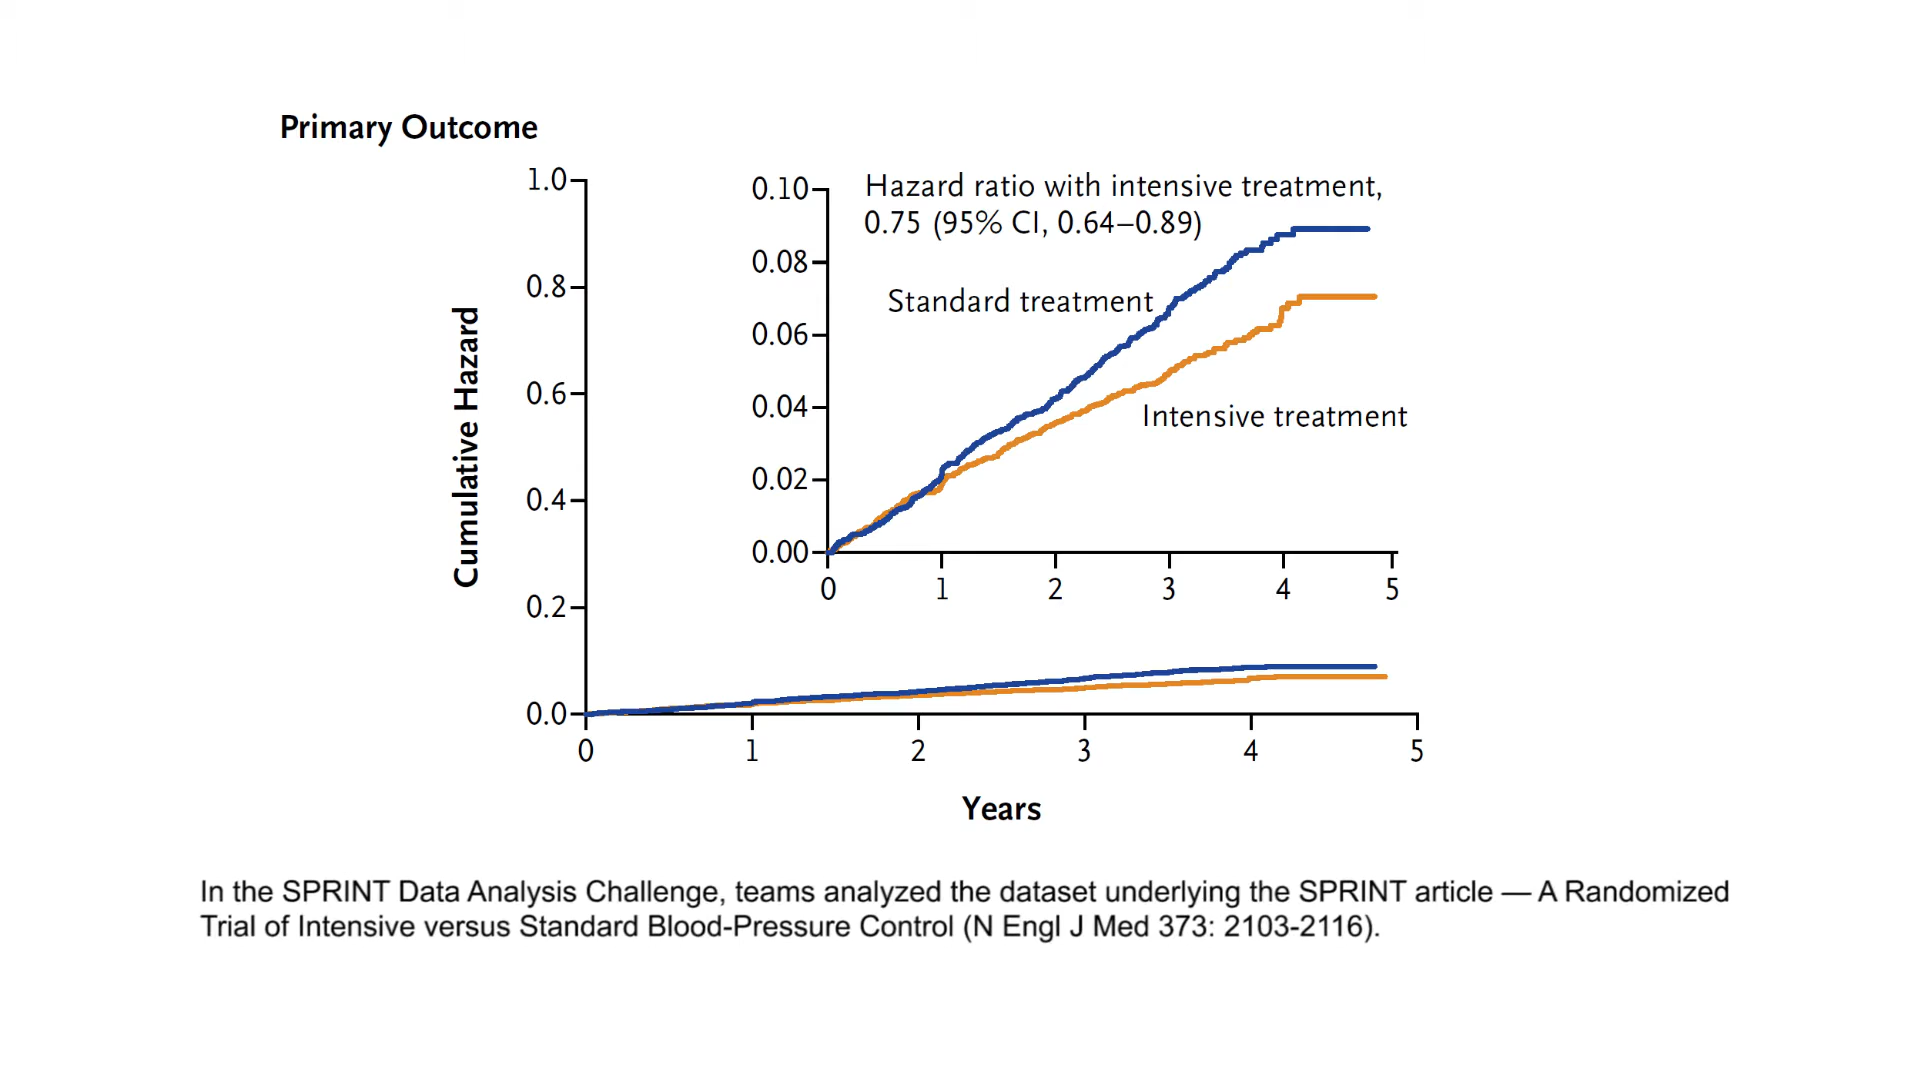 Primary Outcome
1.0
0.8
0.6
0.4
0.2
0.0
Cumulative Hazard
0.10
0.08
0.06
0.04
0.02
0.00
Hazard ratio with intensive treatment,
0.75 (95% CI, 0.64–0.89)
Standard treatment
Intensive treatment
0 1 2 3 4 5
0 1 2 3 4 5
Years
In the SPRINT Data Analysis Challenge, teams analyzed the dataset underlying the SPRINT article — A Randomized
Trial of Intensive versus Standard Blood-Pressure Control (N Engl J Med 373: 2103-2116).